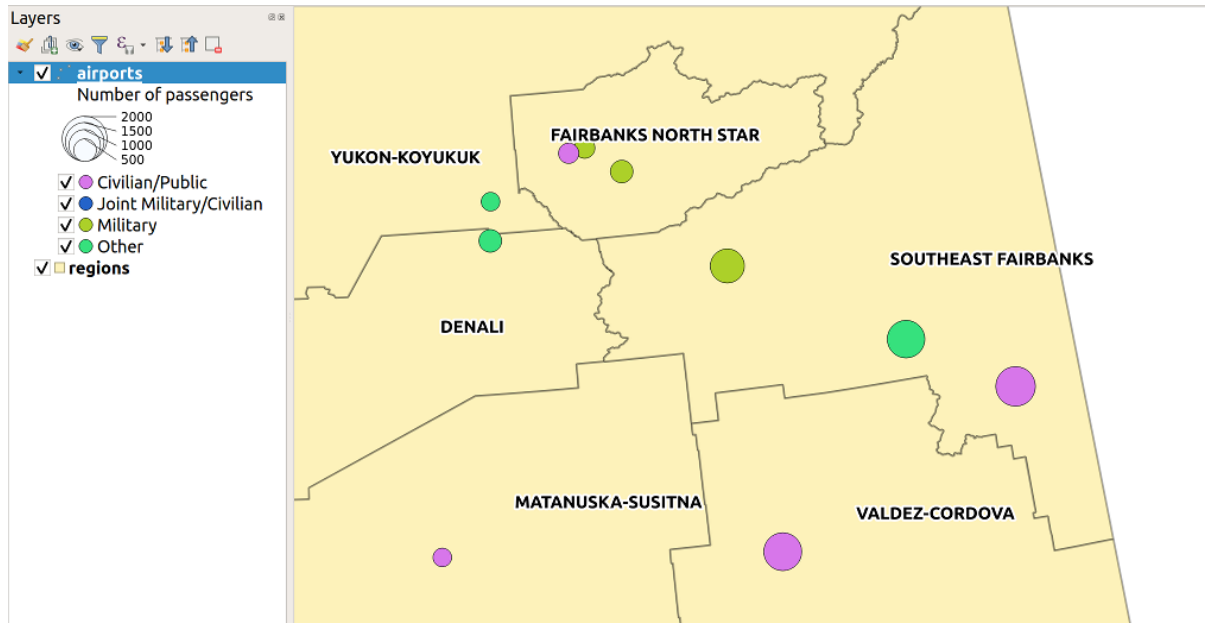 Layers
airports
Number of passengers
2000
1500
1000
500
Civilian/Public
Joint Military/Civilian
Military
Other
regions
FAIRBANKS NORTH STAR
YUKON-KOYUKUK
SOUTHEAST FAIRBANKS
DENALI
MATANUSKA-SUSITNA
VALDEZ-CORDOVA